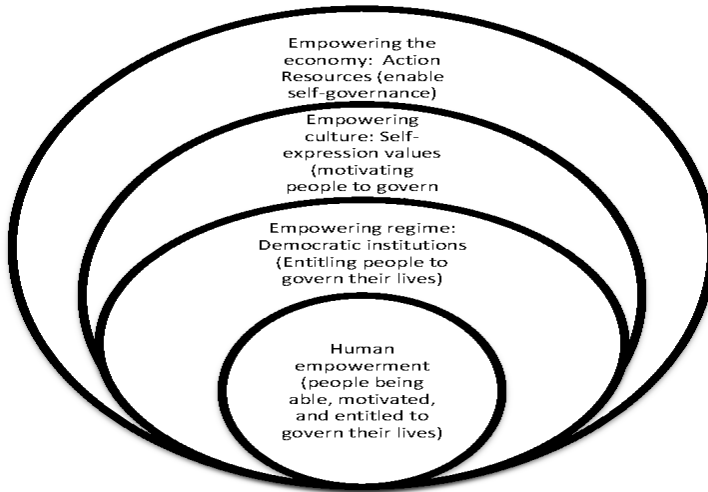 Empowering the
economy: Action
Resources (enable
self-governance)
Empowering
culture: Self-
expression values
(motivating
people to govern
Empowering regime:
Democratic institutions
(Entitling people to
govern their lives)
Human
empowerment
(people being
able, motivated,
and entitled to
govern their lives)